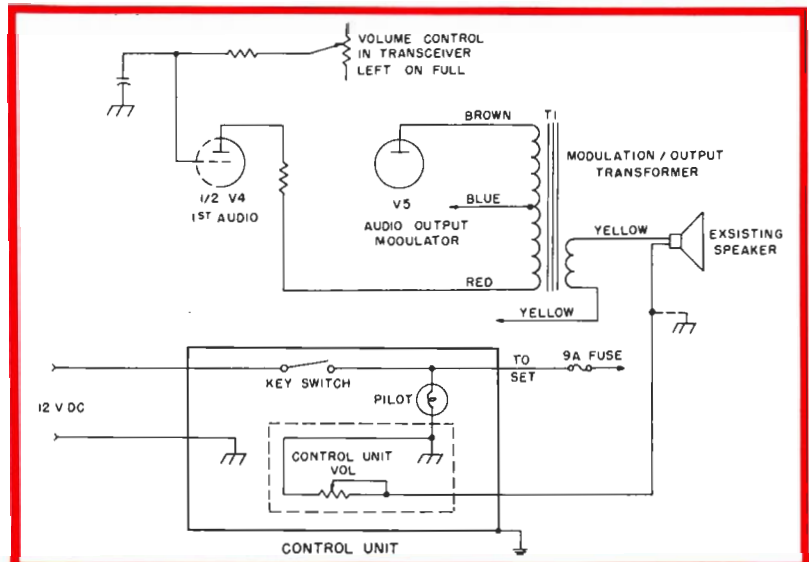 VOLUME CONTROL
IN TRANSCEIVER
LEFT ON FULL
BROWN
T1
MODULATION / OUTPUT
TRANSFORMER
1/2 V4
1ST AUDIO
V5
AUDIO OUTPUT
MODULATOR
BLUE
YELLOW
EXSISTING
SPEAKER
RED
YELLOW
KEY SWITCH
TO
SET
9A FUSE
PILOT
12 V DC
CONTROL UNIT
VOL
CONTROL UNIT